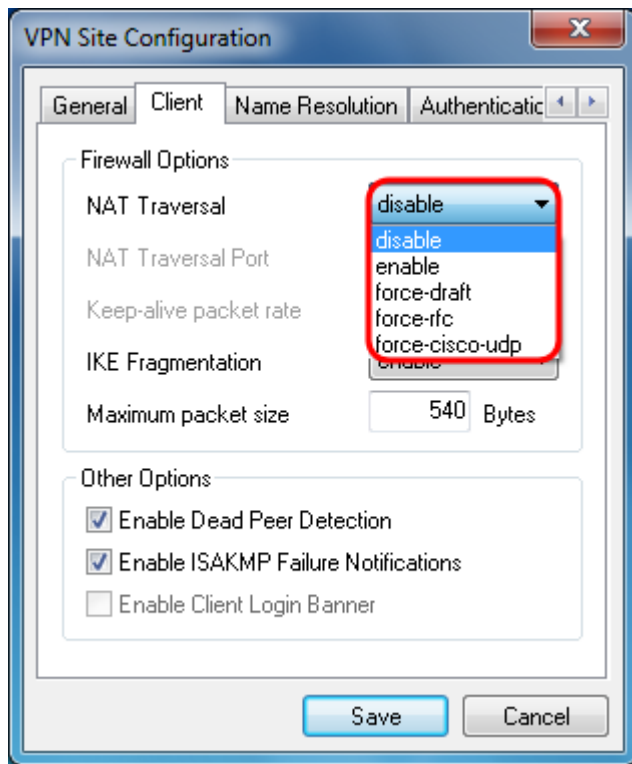 VPN Site Configuration
General Client Name Resolution Authenticatic
Firewall Options
NAT Traversal disable
disable
enable
force-draft
force-rfc
force-cisco-udp
NAT Traversal Port
Keep-alive packet rate
IKE Fragmentation enable
Maximum packet size 540 Bytes
Other Options
Enable Dead Peer Detection
Enable ISAKMP Failure Notifications
Enable Client Login Banner
Save Cancel